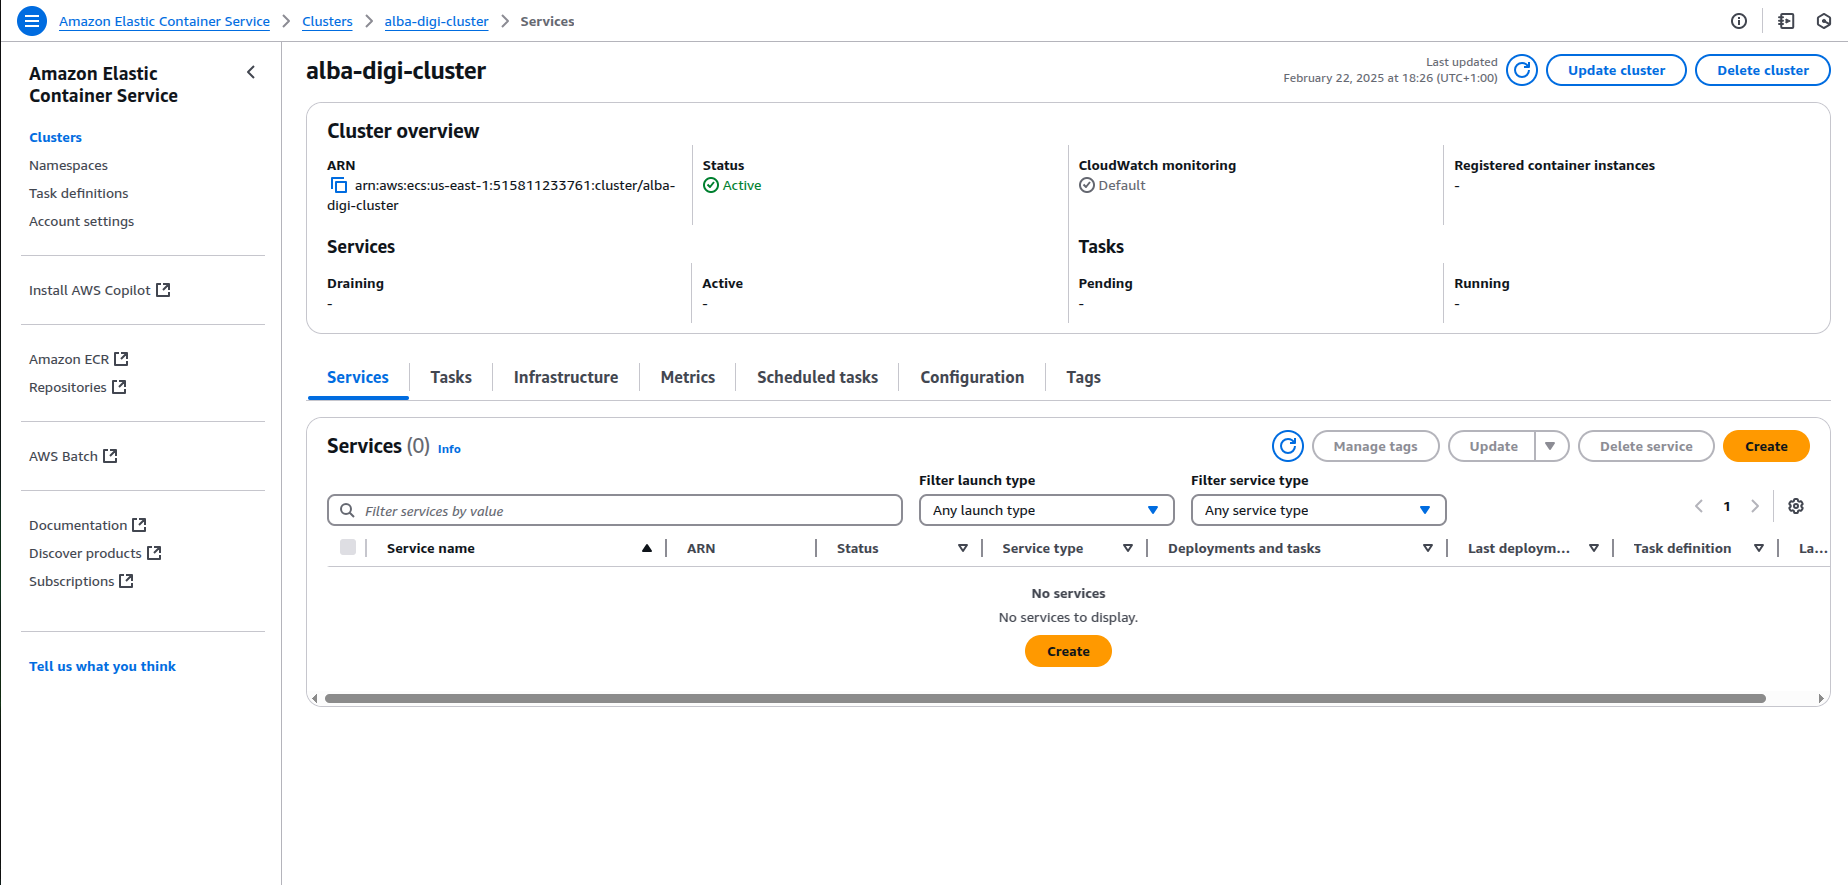 Amazon Elastic Container Service > Clusters > alba-digi-cluster > Services
Amazon Elastic
Container Service
Clusters
Namespaces
Task definitions
Account settings
Install AWS Copilot
Amazon ECR
Repositories
AWS Batch
Documentation
Discover products
Subscriptions
Tell us what you think
alba-digi-cluster
Last updated
February 22, 2025 at 18:26 (UTC+1:00)
Update cluster
Delete cluster
Cluster overview
ARN
arn:aws:ecs:us-east-1:515811233761:cluster/alba-
digi-cluster
Status
Active
CloudWatch monitoring
Default
Registered container instances
-
Services
Draining
-
Active
-
Tasks
Pending
-
Running
-
Services
Tasks
Infrastructure
Metrics
Scheduled tasks
Configuration
Tags
Services (0) Info
Manage tags
Update
Delete service
Create
Filter services by value
Filter launch type
Any launch type
Filter service type
Any service type
1
Service name
ARN
Status
Service type
Deployments and tasks
Last deploym...
Task definition
La...
No services
No services to display.
Create